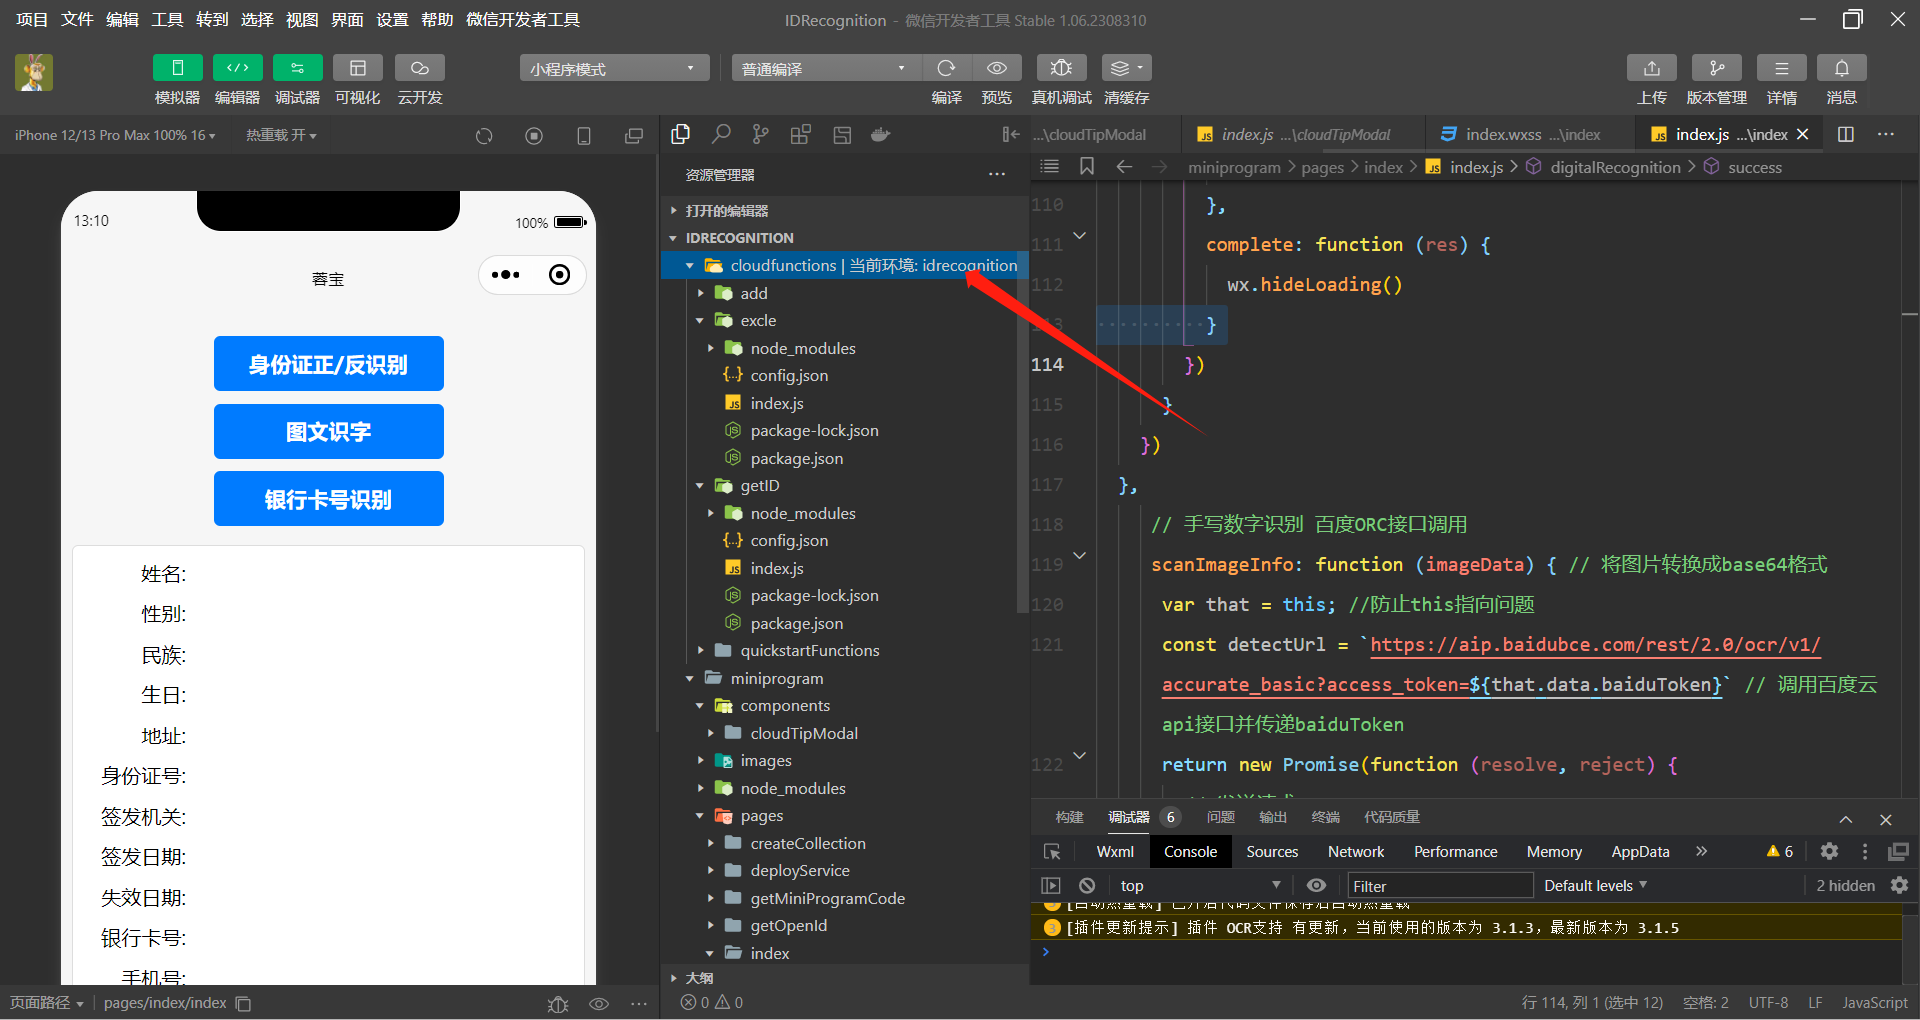 项目 文件 编辑 工具 转到 选择 视图 界面 设置 帮助 微信开发者工具
IDRecognition - 微信开发者工具 Stable 1.06.2308310
模拟器 编辑器 调试器 可视化 云开发
小程序模式
普通编译
编译 预览 真机调试 清缓存
上传 版本管理 详情 消息
iPhone 12/13 Pro Max 100% 16
热重载 开
13:10
100%
蓉宝
身份证正/反识别
图文识字
银行卡号识别
姓名:
性别:
民族:
生日:
地址:
身份证号:
签发机关:
签发日期:
失效日期:
银行卡号:
手机号:
页面路径
pages/index/index
资源管理器
打开的编辑器
IDRECOGNITION
cloudfunctions | 当前环境: idrecognition
add
excle
node_modules
config.json
index.js
package-lock.json
package.json
getID
node_modules
config.json
index.js
package-lock.json
package.json
quickstartFunctions
miniprogram
components
cloudTipModal
images
node_modules
pages
createCollection
deployService
getMiniProgramCode
getOpenId
index
大纲
0 0
...\cloudTipModal
index.js ...\cloudTipModal
index.wxss ...\index
index.js ...\index
miniprogram > pages > index > index.js > digitalRecognition > success
110 },
111 complete: function (res) {
112 wx.hideLoading()
113 }
114 })
115 }
116 })
117 },
118 // 手写数字识别 百度ORC接口调用
119 scanImageInfo: function (imageData) { // 将图片转换成base64格式
120 var that = this; //防止this指向问题
121 const detectUrl = `https://aip.baidubce.com/rest/2.0/ocr/v1/
accurate_basic?access_token=${that.data.baiduToken}` // 调用百度云
api接口并传递baiduToken
122 return new Promise(function (resolve, reject) {
构建 调试器 6 问题 输出 终端 代码质量
Wxml Console Sources Network Performance Memory AppData » 6
top
Filter
Default levels
2 hidden
[自动热重载] 已开启代码文件保存后自动热重载
3 [插件更新提示] 插件 OCR支持 有更新，当前使用的版本为 3.1.3，最新版本为 3.1.5
行 114, 列 1 (选中 12) 空格: 2 UTF-8 LF JavaScript